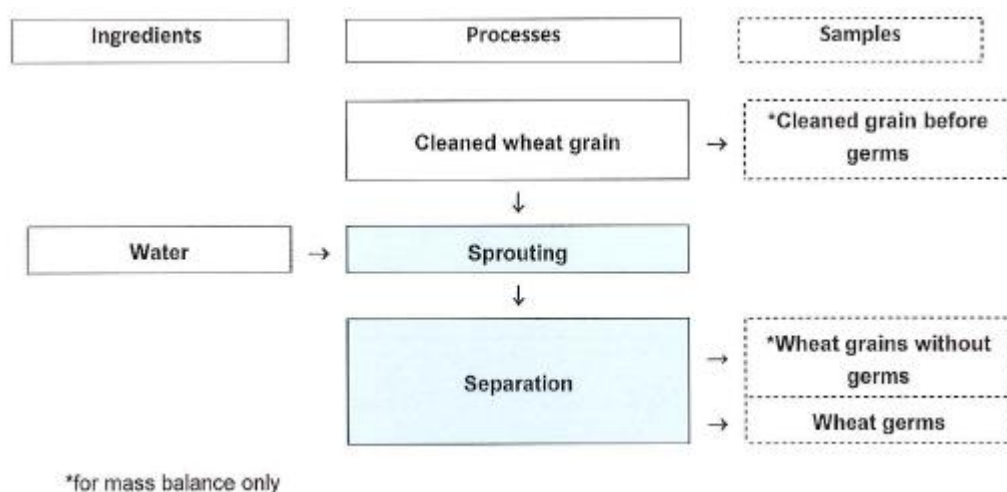 Ingredients
Processes
Samples
Cleaned wheat grain
→
*Cleaned grain before
germs
↓
Water
→
Sprouting
↓
Separation
→
*Wheat grains without
germs
→
Wheat germs
*for mass balance only